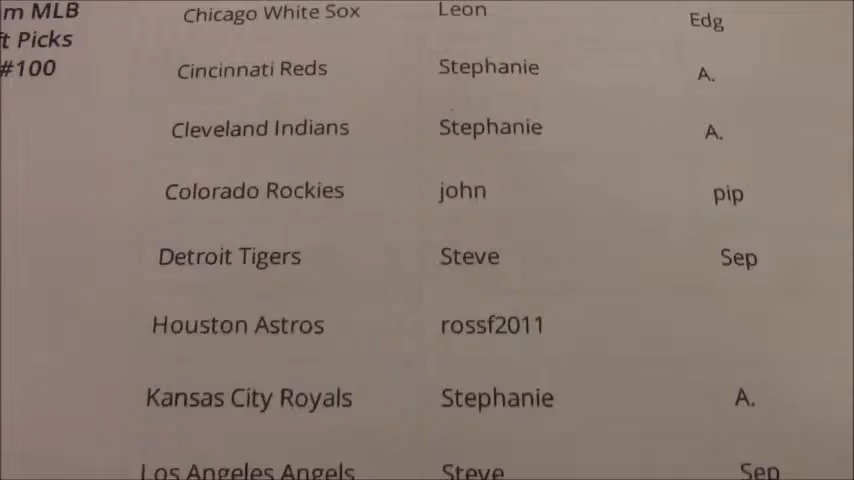 m MLB
t Picks
#100
Chicago White Sox Leon Edg
Cincinnati Reds Stephanie A.
Cleveland Indians Stephanie A.
Colorado Rockies john pip
Detroit Tigers Steve Sep
Houston Astros rossf2011
Kansas City Royals Stephanie A.
Los Angeles Angels Steve Sep